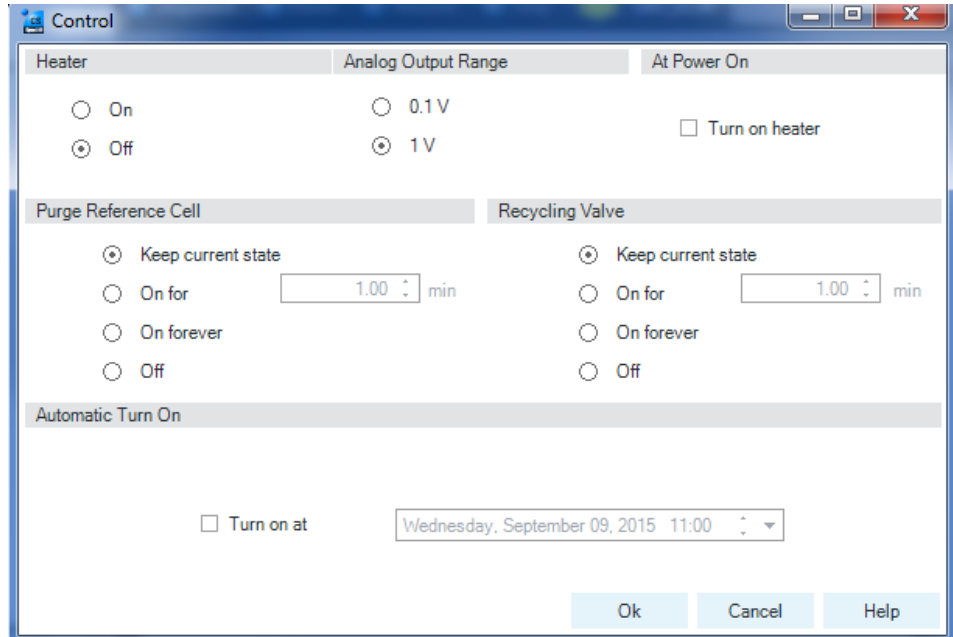 CS Control
Heater Analog Output Range At Power On
On 0.1 V
Turn on heater
Off 1 V
Purge Reference Cell Recycling Valve
Keep current state Keep current state
On for 1.00 min On for 1.00 min
On forever On forever
Off Off
Automatic Turn On
Turn on at Wednesday, September 09, 2015 11:00
Ok Cancel Help